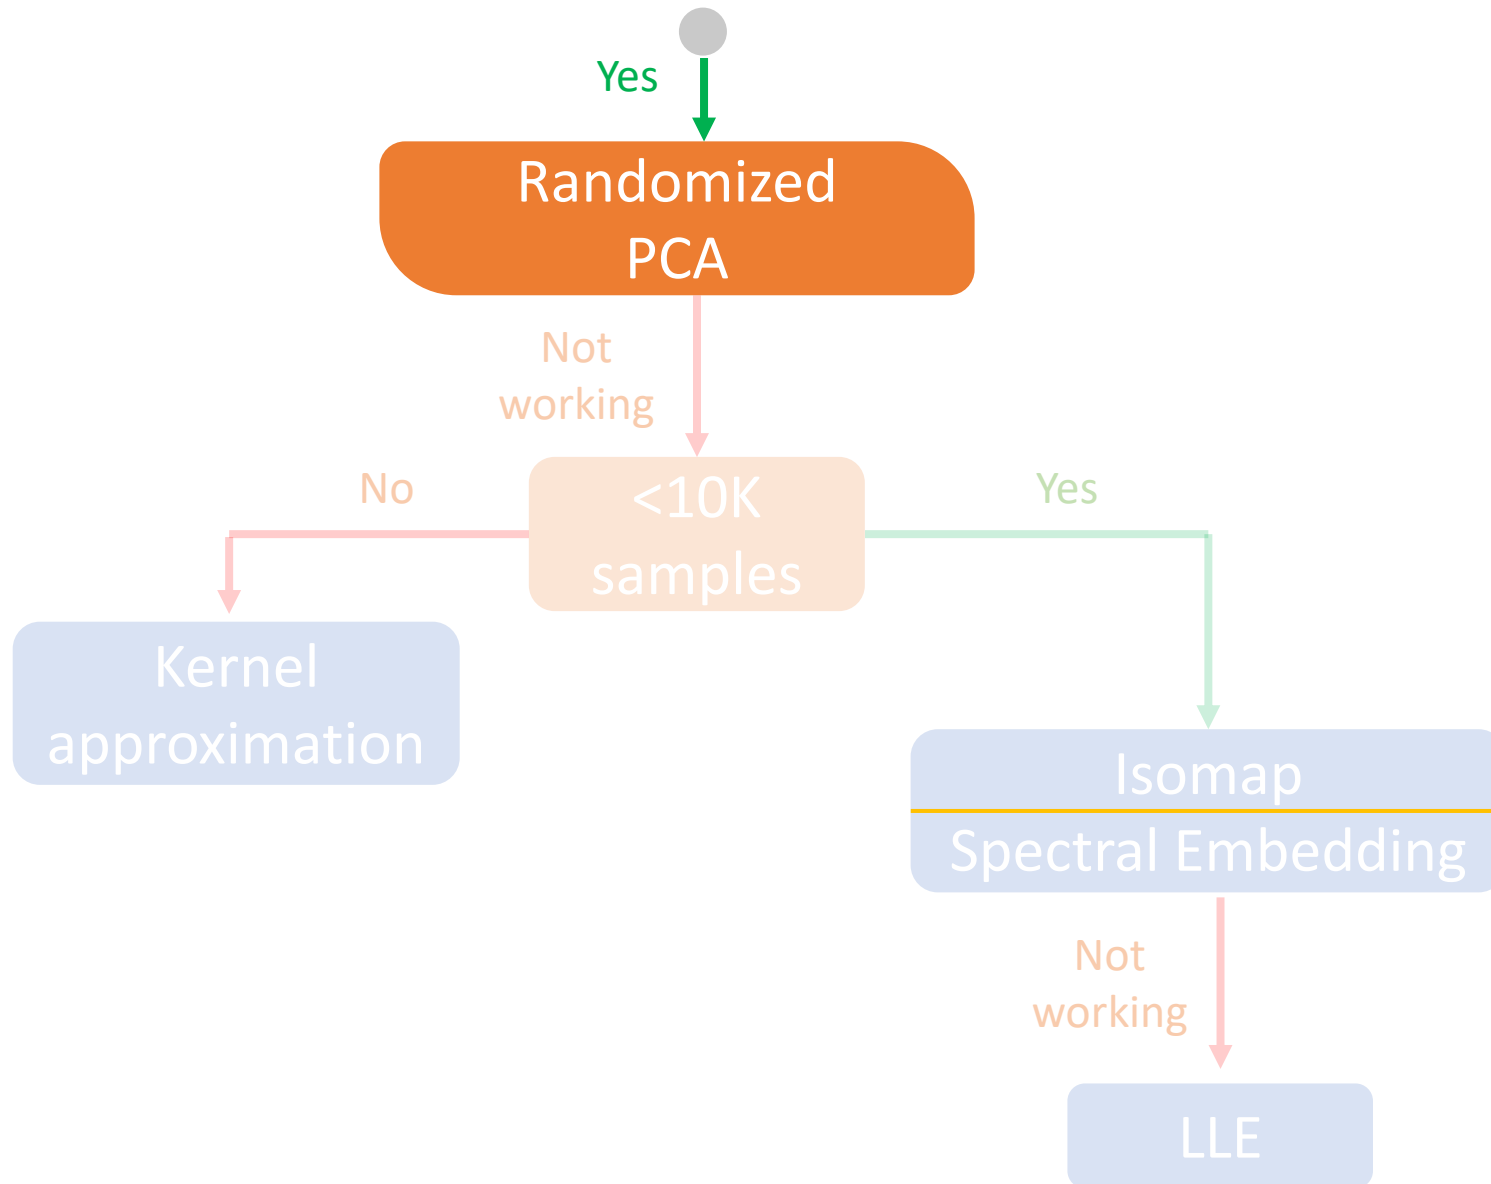 Yes
Randomized
PCA
Not
working
No
<10K
samples
Yes
Kernel
approximation
Isomap
Spectral Embedding
Not
working
LLE